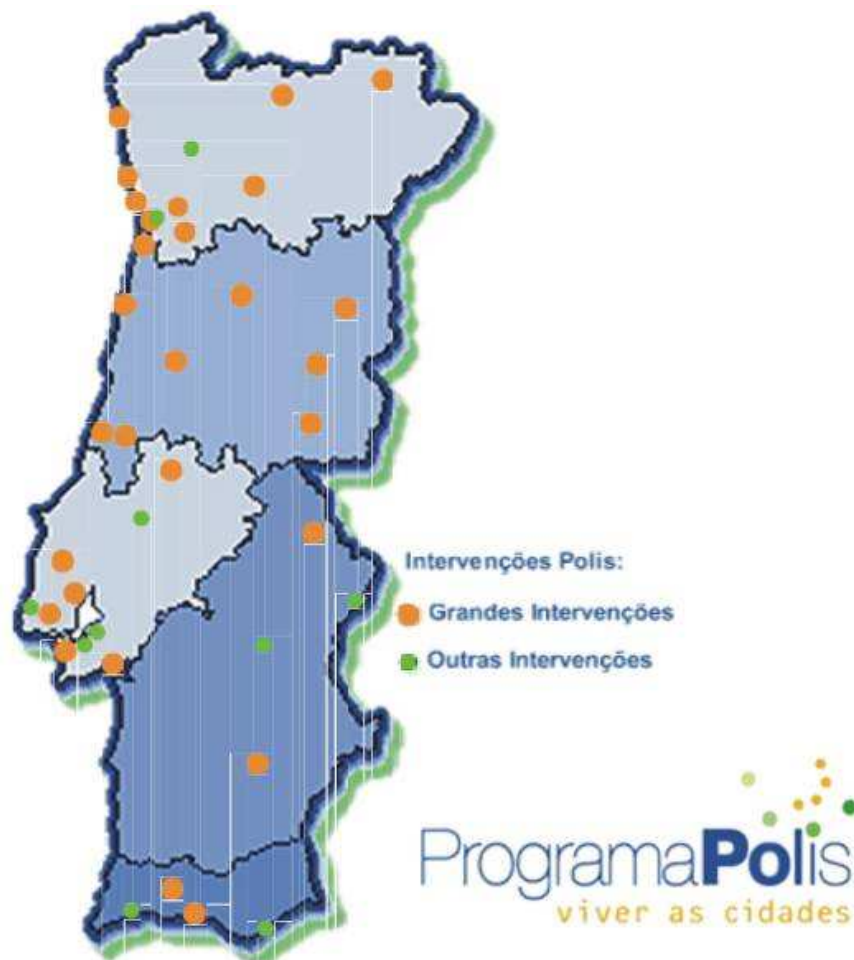 Intervenções Polis:
Grandes Intervenções
Outras Intervenções
ProgramaPolis
viver as cidades